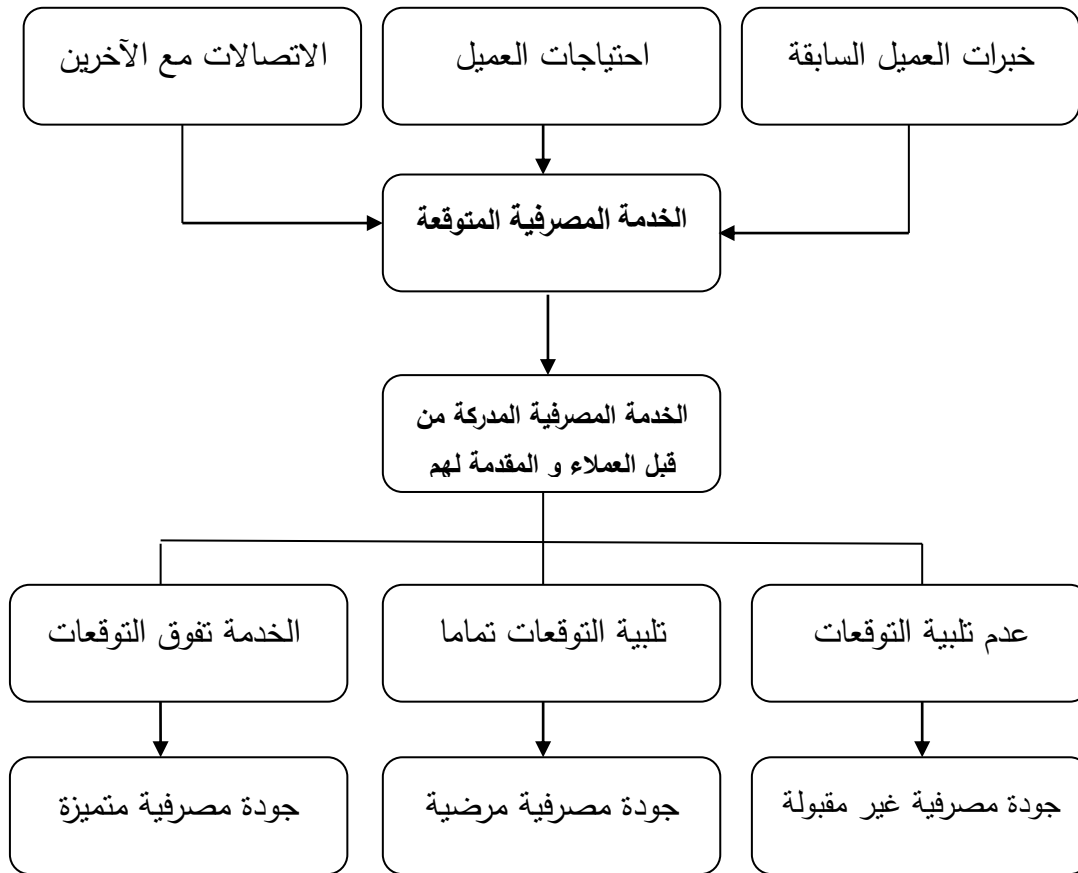 خبرات العميل السابقة
احتياجات العميل
الاتصالات مع الآخرين
الخدمة المصرفية المتوقعة
الخدمة المصرفية المدركة من
قبل العملاء و المقدمة لهم
عدم تلبية التوقعات
تلبية التوقعات تماما
الخدمة تفوق التوقعات
جودة مصرفية غير مقبولة
جودة مصرفية مرضية
جودة مصرفية متميزة